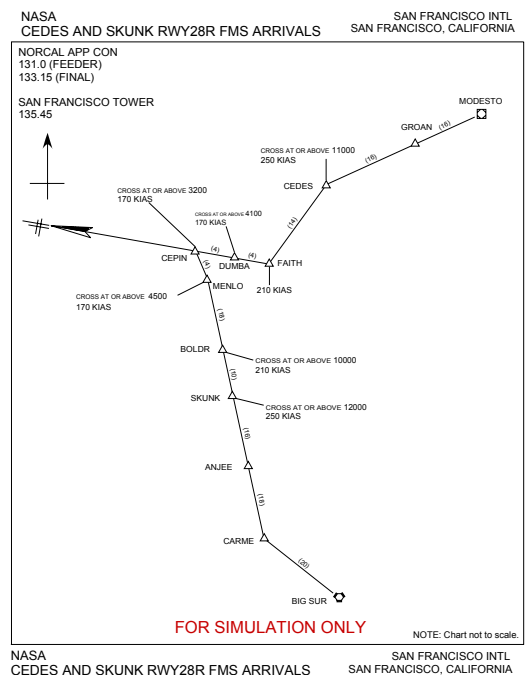 NASA
CEDES AND SKUNK RWY28R FMS ARRIVALS
SAN FRANCISCO INTL
SAN FRANCISCO, CALIFORNIA
NORCAL APP CON
131.0 (FEEDER)
133.15 (FINAL)
SAN FRANCISCO TOWER
135.45
MODESTO
(16)
GROAN
(16)
CROSS AT OR ABOVE 11000
250 KIAS
CEDES
(14)
CROSS AT OR ABOVE 3200
170 KIAS
CROSS AT OR ABOVE 4100
170 KIAS
CEPIN
(4)
DUMBA
(4)
FAITH
210 KIAS
(4)
MENLO
CROSS AT OR ABOVE 4500
170 KIAS
(18)
BOLDR
CROSS AT OR ABOVE 10000
210 KIAS
(10)
SKUNK
CROSS AT OR ABOVE 12000
250 KIAS
(16)
ANJEE
(18)
CARME
(20)
BIG SUR
FOR SIMULATION ONLY
NOTE: Chart not to scale.
NASA
CEDES AND SKUNK RWY28R FMS ARRIVALS
SAN FRANCISCO INTL
SAN FRANCISCO, CALIFORNIA